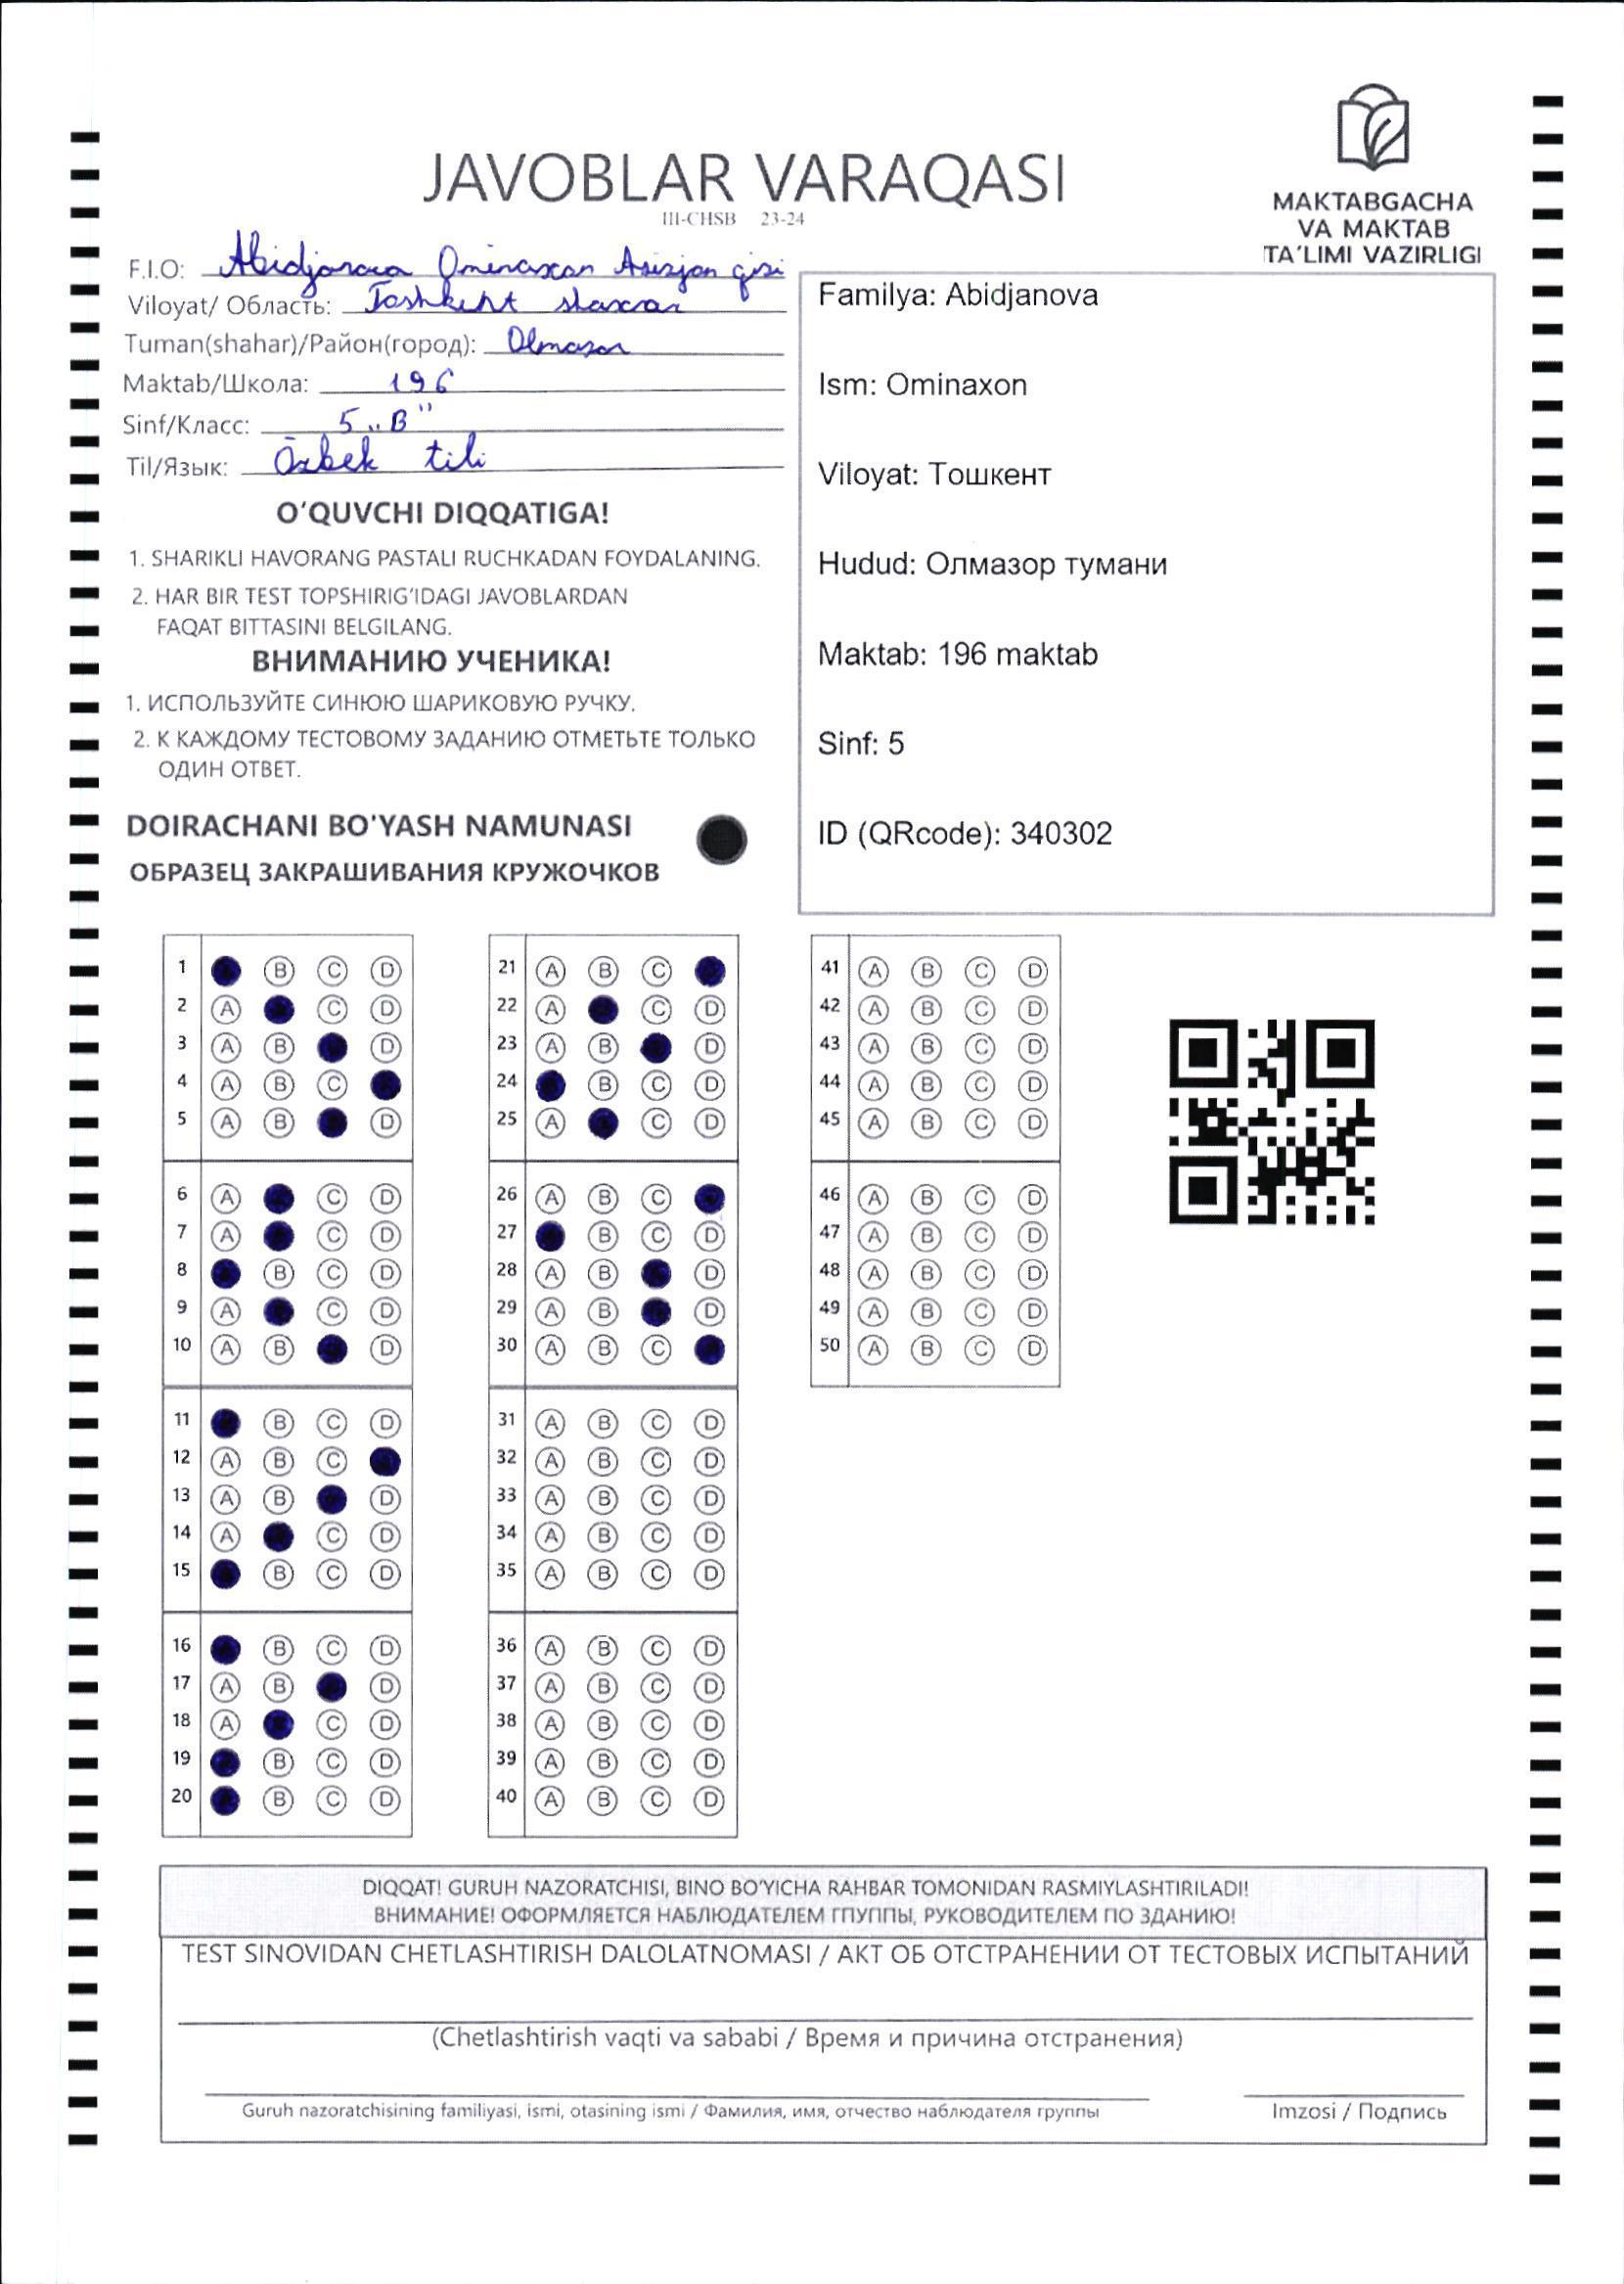 JAVOBLAR VARAQASI
III-CHSB 23-24
MAKTABGACHA
VA MAKTAB
TA'LIMI VAZIRLIGI
F.I.O: Abidjanova Ominaxon Azizjon qizi
Viloyat/ Область: Toshkent shaxar
Tuman(shahar)/Район(город): Olmazor
Maktab/Школа: 196
Sinf/Класс: 5 „B"
Til/Язык: Ozbek tili
O'QUVCHI DIQQATIGA!
1. SHARIKLI HAVORANG PASTALI RUCHKADAN FOYDALANING.
2. HAR BIR TEST TOPSHIRIG'IDAGI JAVOBLARDAN
FAQAT BITTASINI BELGILANG.
ВНИМАНИЮ УЧЕНИКА!
1. ИСПОЛЬЗУЙТЕ СИНЮЮ ШАРИКОВУЮ РУЧКУ.
2. К КАЖДОМУ ТЕСТОВОМУ ЗАДАНИЮ ОТМЕТЬТЕ ТОЛЬКО
ОДИН ОТВЕТ.
DOIRACHANI BO'YASH NAMUNASI
ОБРАЗЕЦ ЗАКРАШИВАНИЯ КРУЖОЧКОВ
Familya: Abidjanova
Ism: Ominaxon
Viloyat: Тошкент
Hudud: Олмазор тумани
Maktab: 196 maktab
Sinf: 5
ID (QRcode): 340302
1 B C D
2 A C D
3 A B D
4 A B C
5 A B D
6 A C D
7 A C D
8 B C D
9 A C D
10 A B D
11 B C D
12 A B C
13 A B D
14 A C D
15 B C D
16 B C D
17 A B D
18 A C D
19 B C D
20 B C D
21 A B C
22 A C D
23 A B D
24 B C D
25 A C D
26 A B C
27 B C D
28 A B D
29 A B D
30 A B C
31 A B C D
32 A B C D
33 A B C D
34 A B C D
35 A B C D
36 A B C D
37 A B C D
38 A B C D
39 A B C D
40 A B C D
41 A B C D
42 A B C D
43 A B C D
44 A B C D
45 A B C D
46 A B C D
47 A B C D
48 A B C D
49 A B C D
50 A B C D
DIQQAT! GURUH NAZORATCHISI, BINO BO'YICHA RAHBAR TOMONIDAN RASMIYLASHTIRILADI!
ВНИМАНИЕ! ОФОРМЛЯЕТСЯ НАБЛЮДАТЕЛЕМ ГПУППЫ, РУКОВОДИТЕЛЕМ ПО ЗДАНИЮ!
TEST SINOVIDAN CHETLASHTIRISH DALOLATNOMASI / АКТ ОБ ОТСТРАНЕНИИ ОТ ТЕСТОВЫХ ИСПЫТАНИЙ
(Chetlashtirish vaqti va sababi / Время и причина отстранения)
Guruh nazoratchisining familiyasi, ismi, otasining ismi / Фамилия, имя, отчество наблюдателя группы
Imzosi / Подпись